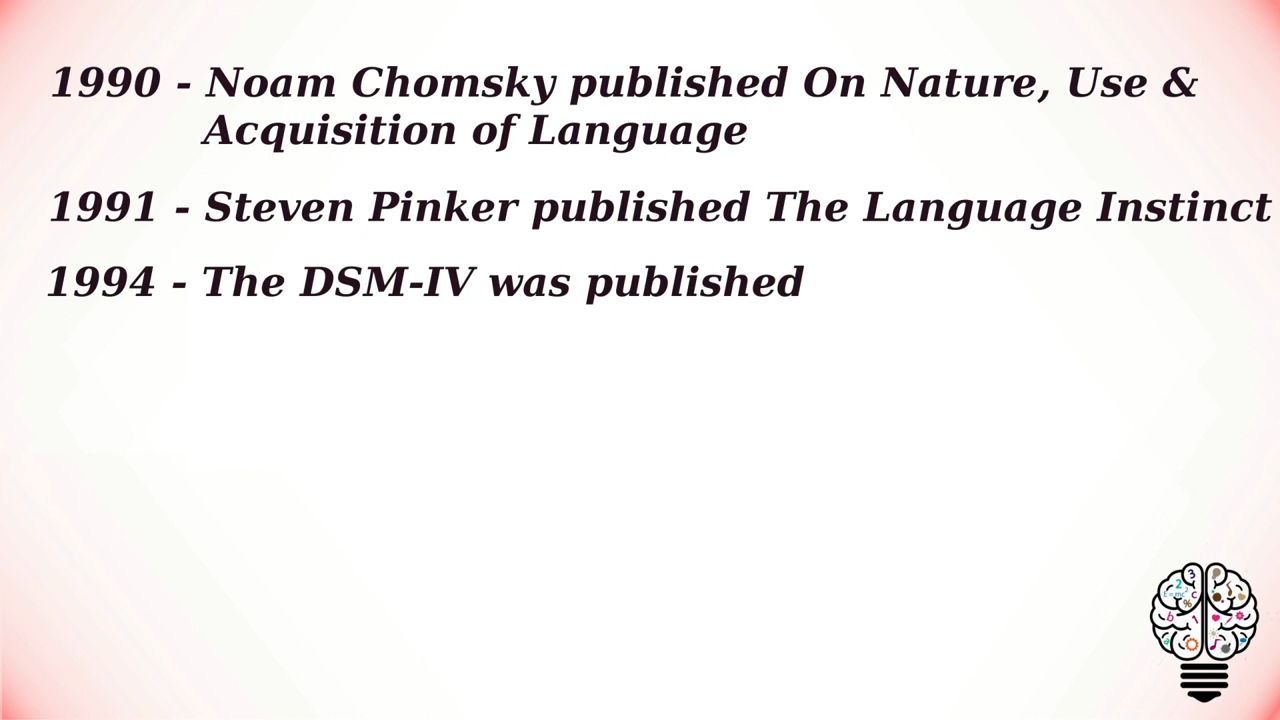 1990 - Noam Chomsky published On Nature, Use &
Acquisition of Language
1991 - Steven Pinker published The Language Instinct
1994 - The DSM-IV was published